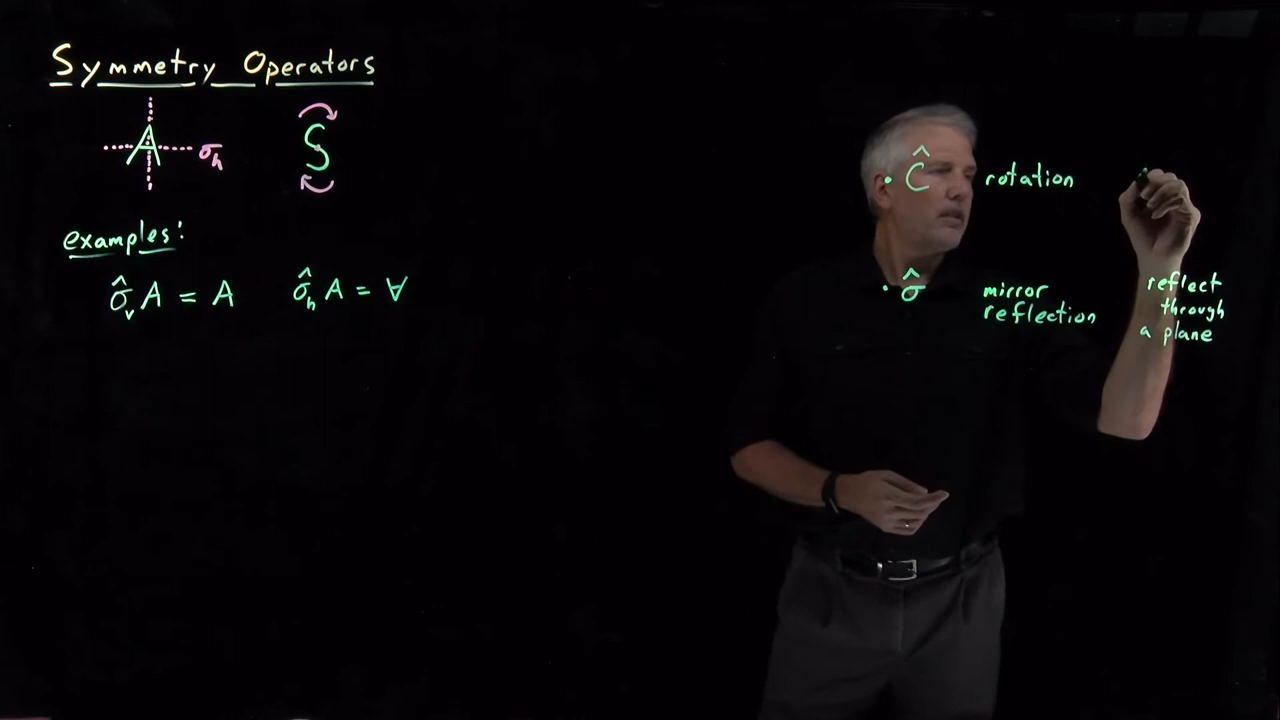 Symmetry Operators
A σₕ S
examples:
σ̂ᵥ A = A σ̂ₕ A = ∀
• Ĉ rotation
• σ̂ mirror reflection
reflect
through
a plane